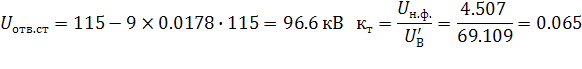 U_отв.ст = 115 − 9 × 0.0178 · 115 = 96.6 кВ к_т = U_н.ф. / U′_В = 4.507 / 69.109 = 0.065